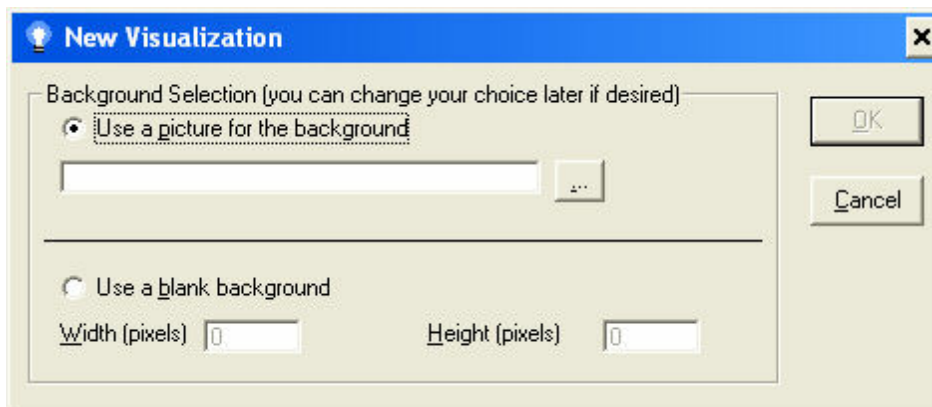 New Visualization
Background Selection (you can change your choice later if desired)
Use a picture for the background
...
OK
Cancel
Use a blank background
Width (pixels) 0 Height (pixels) 0